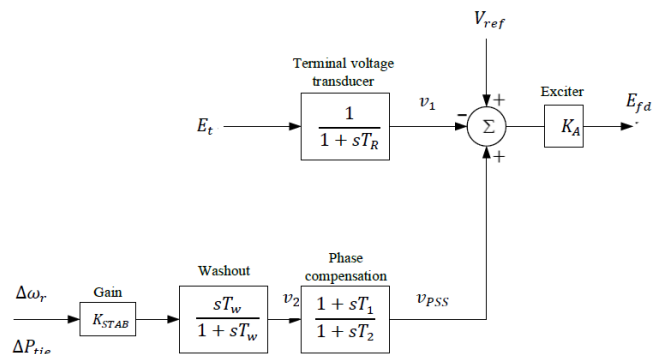 V_ref
Terminal voltage
transducer
Exciter
E_t
1
1 + sT_R
v_1
−
+
Σ
+
K_A
E_fd
Phase
compensation
Washout
Gain
Δω_r
ΔP_tie
K_STAB
sT_w
1 + sT_w
v_2
1 + sT_1
1 + sT_2
v_PSS